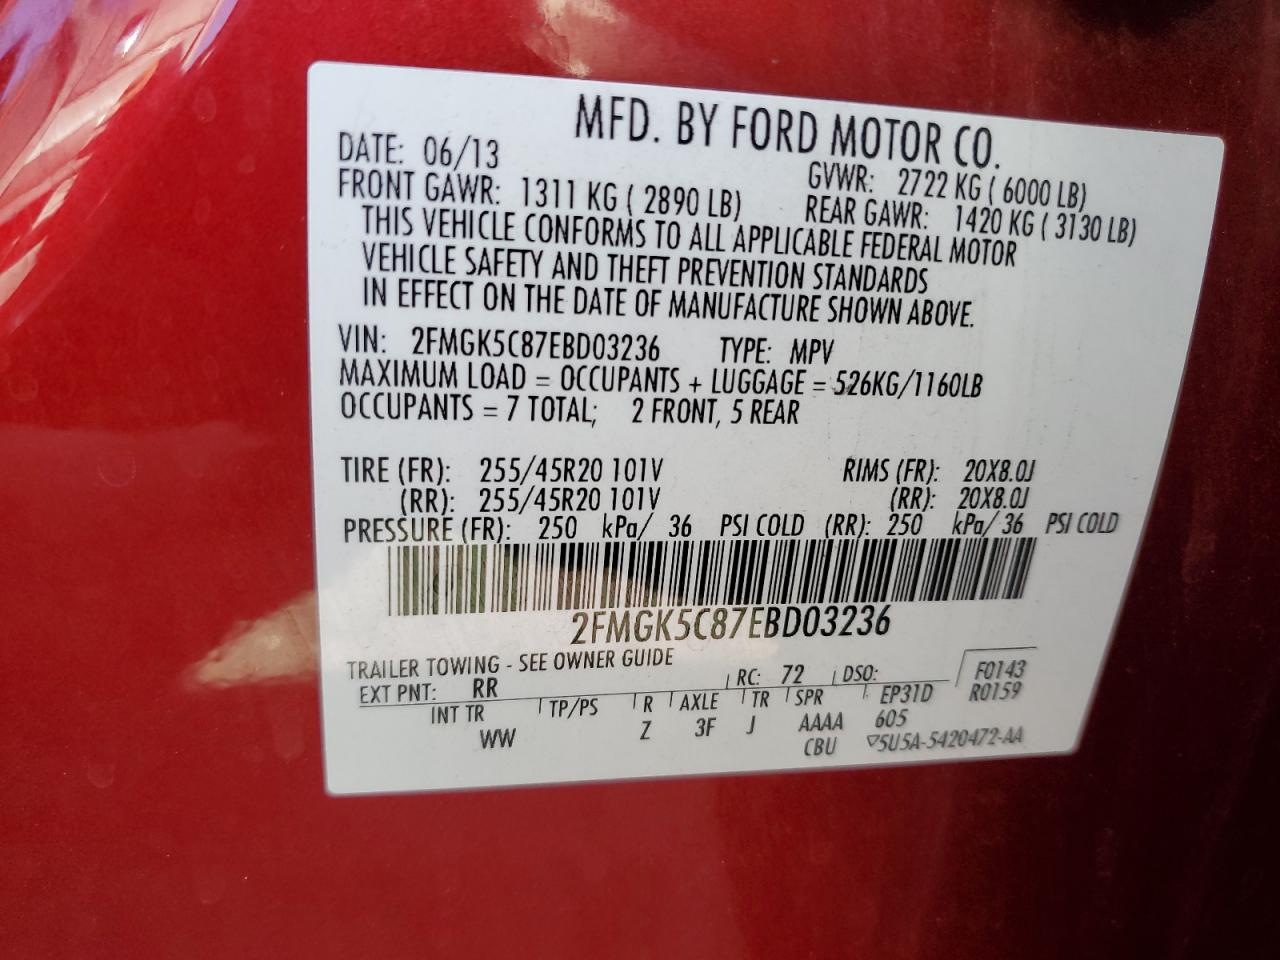 MFD. BY FORD MOTOR CO.
DATE: 06/13 GVWR: 2722 KG ( 6000 LB)
FRONT GAWR: 1311 KG ( 2890 LB) REAR GAWR: 1420 KG ( 3130 LB)
THIS VEHICLE CONFORMS TO ALL APPLICABLE FEDERAL MOTOR
VEHICLE SAFETY AND THEFT PREVENTION STANDARDS
IN EFFECT ON THE DATE OF MANUFACTURE SHOWN ABOVE.
VIN: 2FMGK5C87EBD03236 TYPE: MPV
MAXIMUM LOAD = OCCUPANTS + LUGGAGE = 526KG/1160LB
OCCUPANTS = 7 TOTAL; 2 FRONT, 5 REAR
TIRE (FR): 255/45R20 101V RIMS (FR): 20X8.0J
(RR): 255/45R20 101V (RR): 20X8.0J
PRESSURE (FR): 250 kPa/ 36 PSI COLD (RR): 250 kPa/ 36 PSI COLD
2FMGK5C87EBD03236
TRAILER TOWING - SEE OWNER GUIDE
EXT PNT: RR RC: 72 DSO: F0143
INT TR TP/PS R AXLE TR SPR EP31D R0159
WW Z 3F J AAAA 605
CBU ▽5U5A-5420472-AA